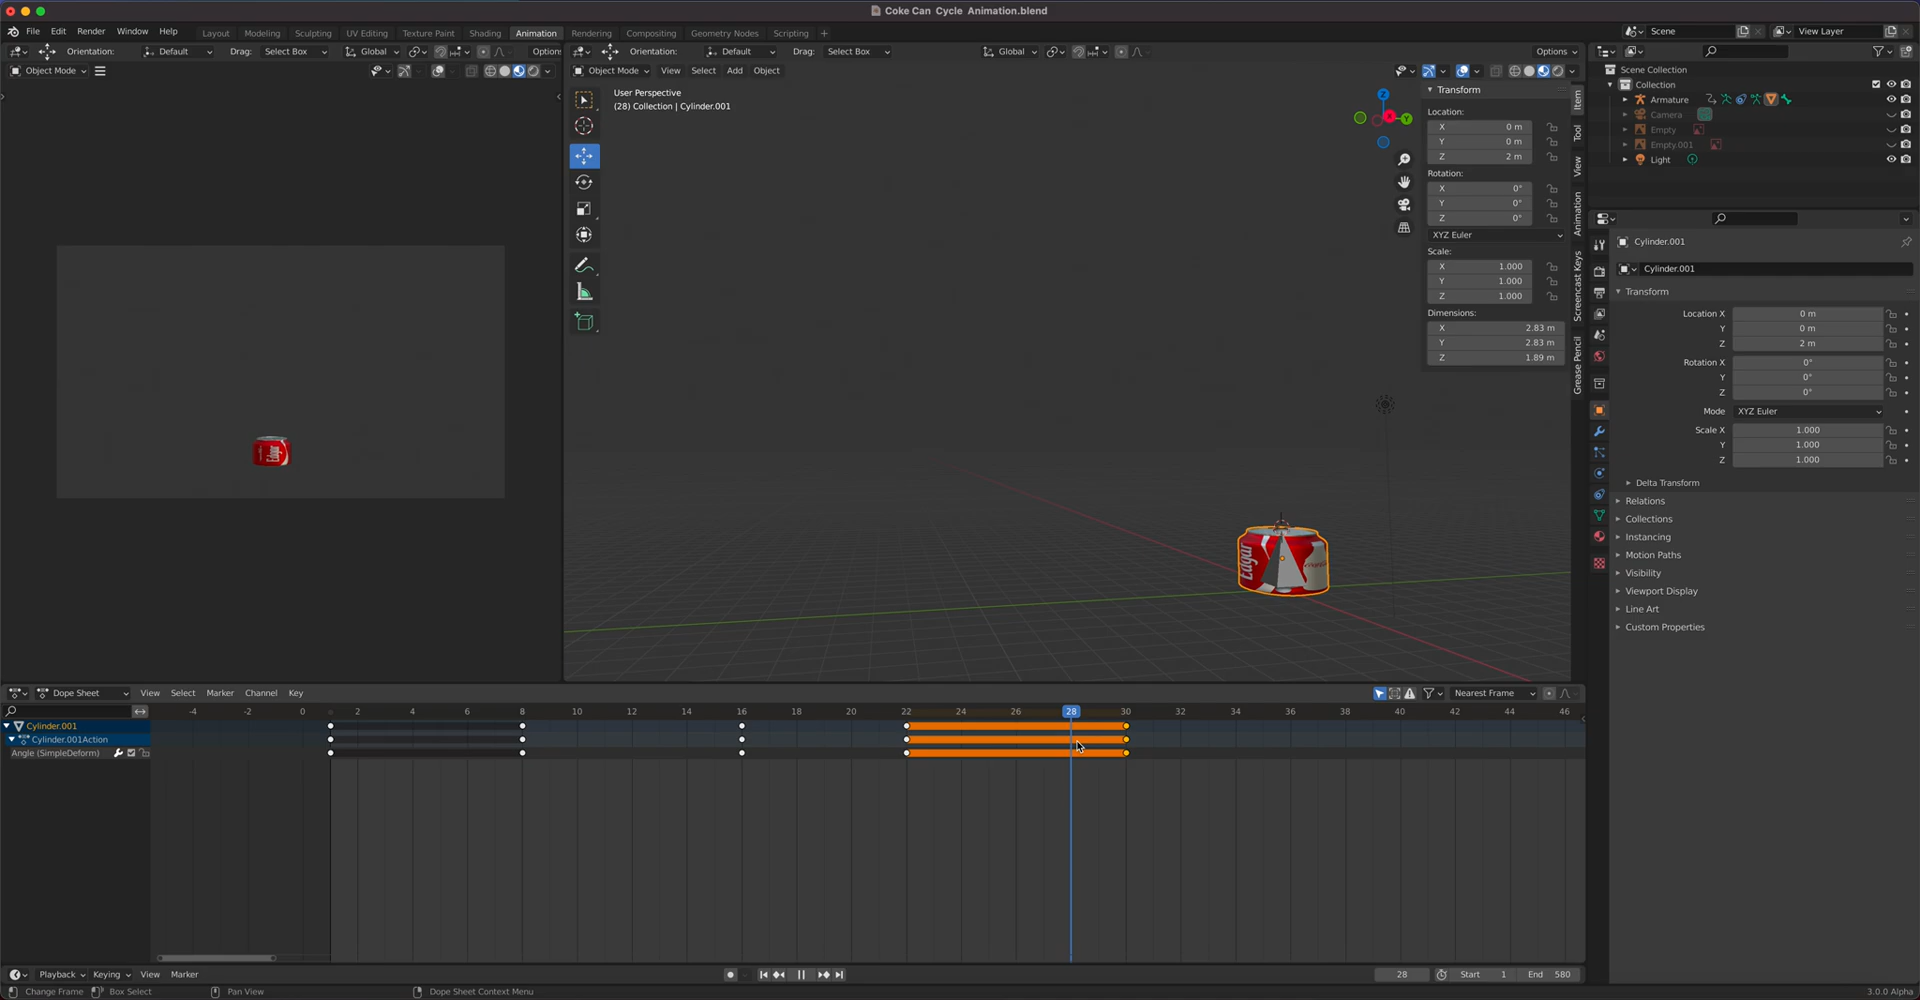 Coke Can Cycle Animation.blend
File Edit Render Window Help Layout Modeling Sculpting UV Editing Texture Paint Shading Animation Rendering Compositing Geometry Nodes Scripting + Scene View Layer
Orientation: Default Drag: Select Box Global Options
Orientation: Default Drag: Select Box Global Options
Object Mode
Object Mode View Select Add Object
User Perspective
(28) Collection | Cylinder.001
Z
Y
X
Transform
Location:
X 0 m
Y 0 m
Z 2 m
Rotation:
X 0°
Y 0°
Z 0°
XYZ Euler
Scale:
X 1.000
Y 1.000
Z 1.000
Dimensions:
X 2.83 m
Y 2.83 m
Z 1.89 m
Item
Tool
View
Animation
Screencast Keys
Grease Pencil
Scene Collection
Collection
Armature
Camera
Empty
Empty.001
Light
Cylinder.001
Cylinder.001
Transform
Location X 0 m
Y 0 m
Z 2 m
Rotation X 0°
Y 0°
Z 0°
Mode XYZ Euler
Scale X 1.000
Y 1.000
Z 1.000
Delta Transform
Relations
Collections
Instancing
Motion Paths
Visibility
Viewport Display
Line Art
Custom Properties
Edgar
Edgar
Dope Sheet View Select Marker Channel Key Nearest Frame
-4 -2 0 2 4 6 8 10 12 14 16 18 20 22 24 26 28 30 32 34 36 38 40 42 44 46
Cylinder.001
Cylinder.001Action
Angle (SimpleDeform)
Playback Keying View Marker 28 Start 1 End 580
Change Frame Box Select Pan View Dope Sheet Context Menu 3.0.0 Alpha